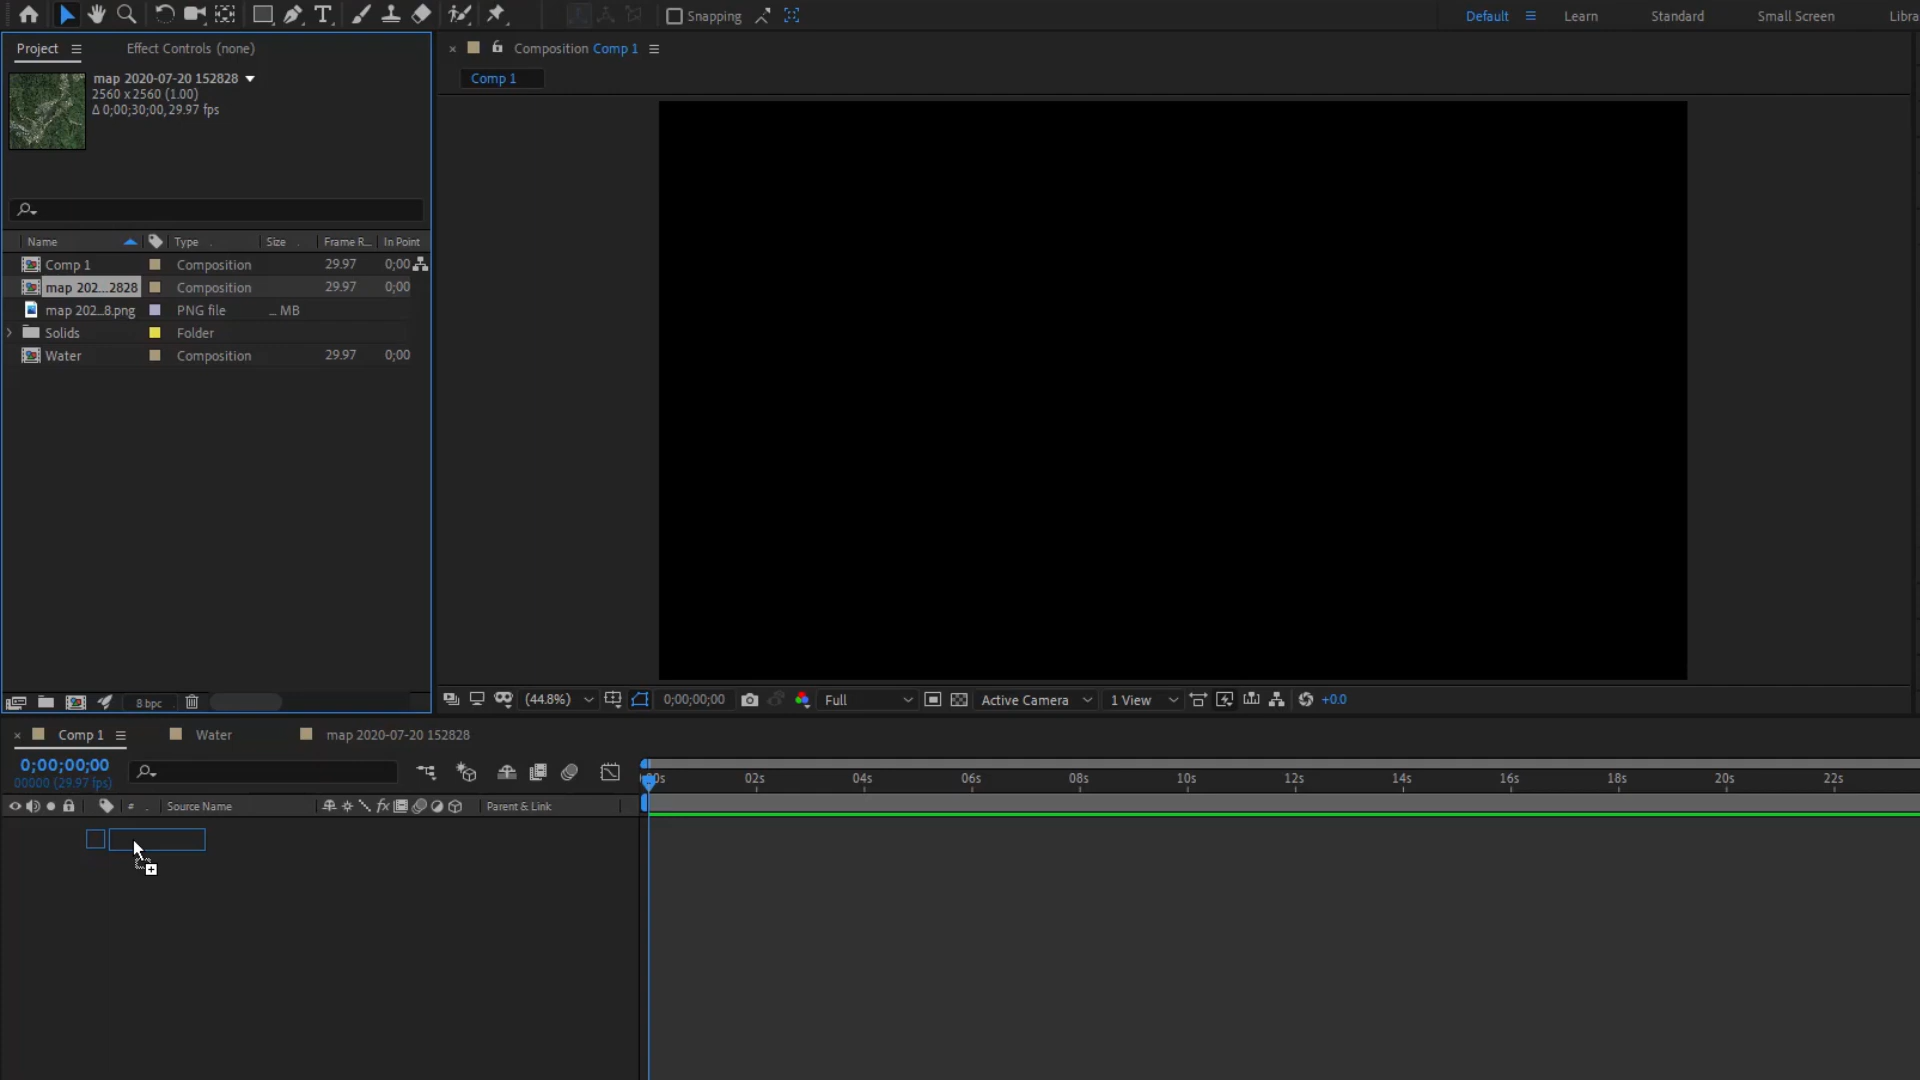 Snapping
Default
Learn
Standard
Small Screen
Libra
Project
Effect Controls (none)
Composition Comp 1
Comp 1
map 2020-07-20 152828
2560 x 2560 (1.00)
Δ 0;00;30;00, 29.97 fps
Name Type Size Frame R... In Point
Comp 1 Composition 29.97 0;00
map 202...2828 Composition 29.97 0;00
map 202...8.png PNG file ... MB
Solids Folder
Water Composition 29.97 0;00
8 bpc
(44.8%)
0;00;00;00
Full
Active Camera
1 View
+0.0
Comp 1
Water
map 2020-07-20 152828
0;00;00;00
00000 (29.97 fps)
:00s 02s 04s 06s 08s 10s 12s 14s 16s 18s 20s 22s
# Source Name fx Parent & Link